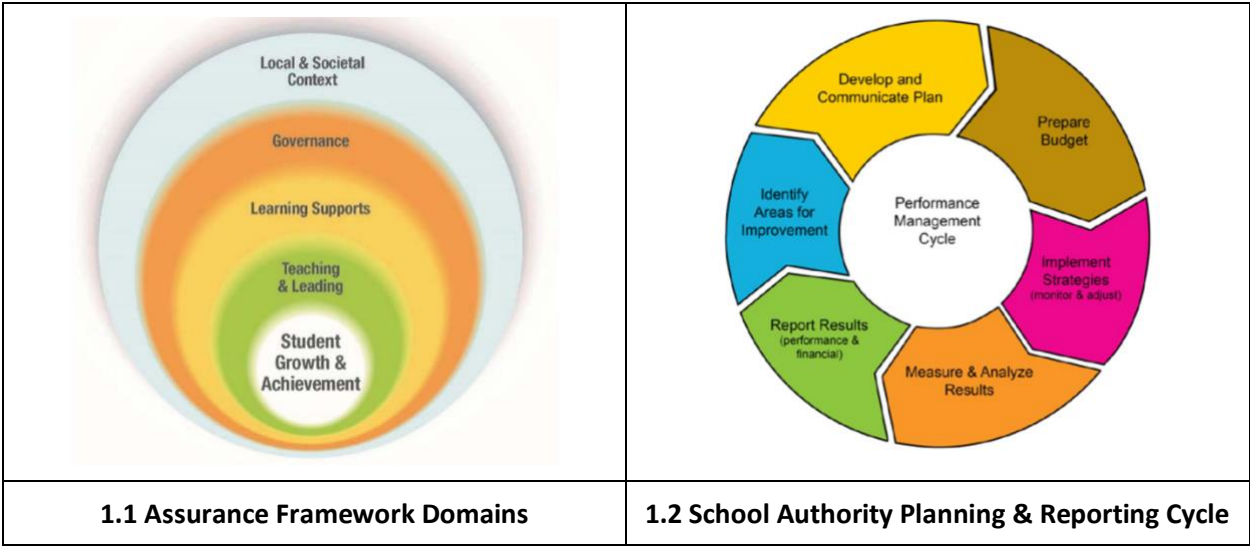 Local & Societal
Context
Governance
Learning Supports
Teaching
& Leading
Student
Growth &
Achievement
1.1 Assurance Framework Domains
Develop and
Communicate Plan
Prepare
Budget
Implement
Strategies
(monitor & adjust)
Measure & Analyze
Results
Report Results
(performance &
financial)
Identify
Areas for
Improvement
Performance
Management
Cycle
1.2 School Authority Planning & Reporting Cycle